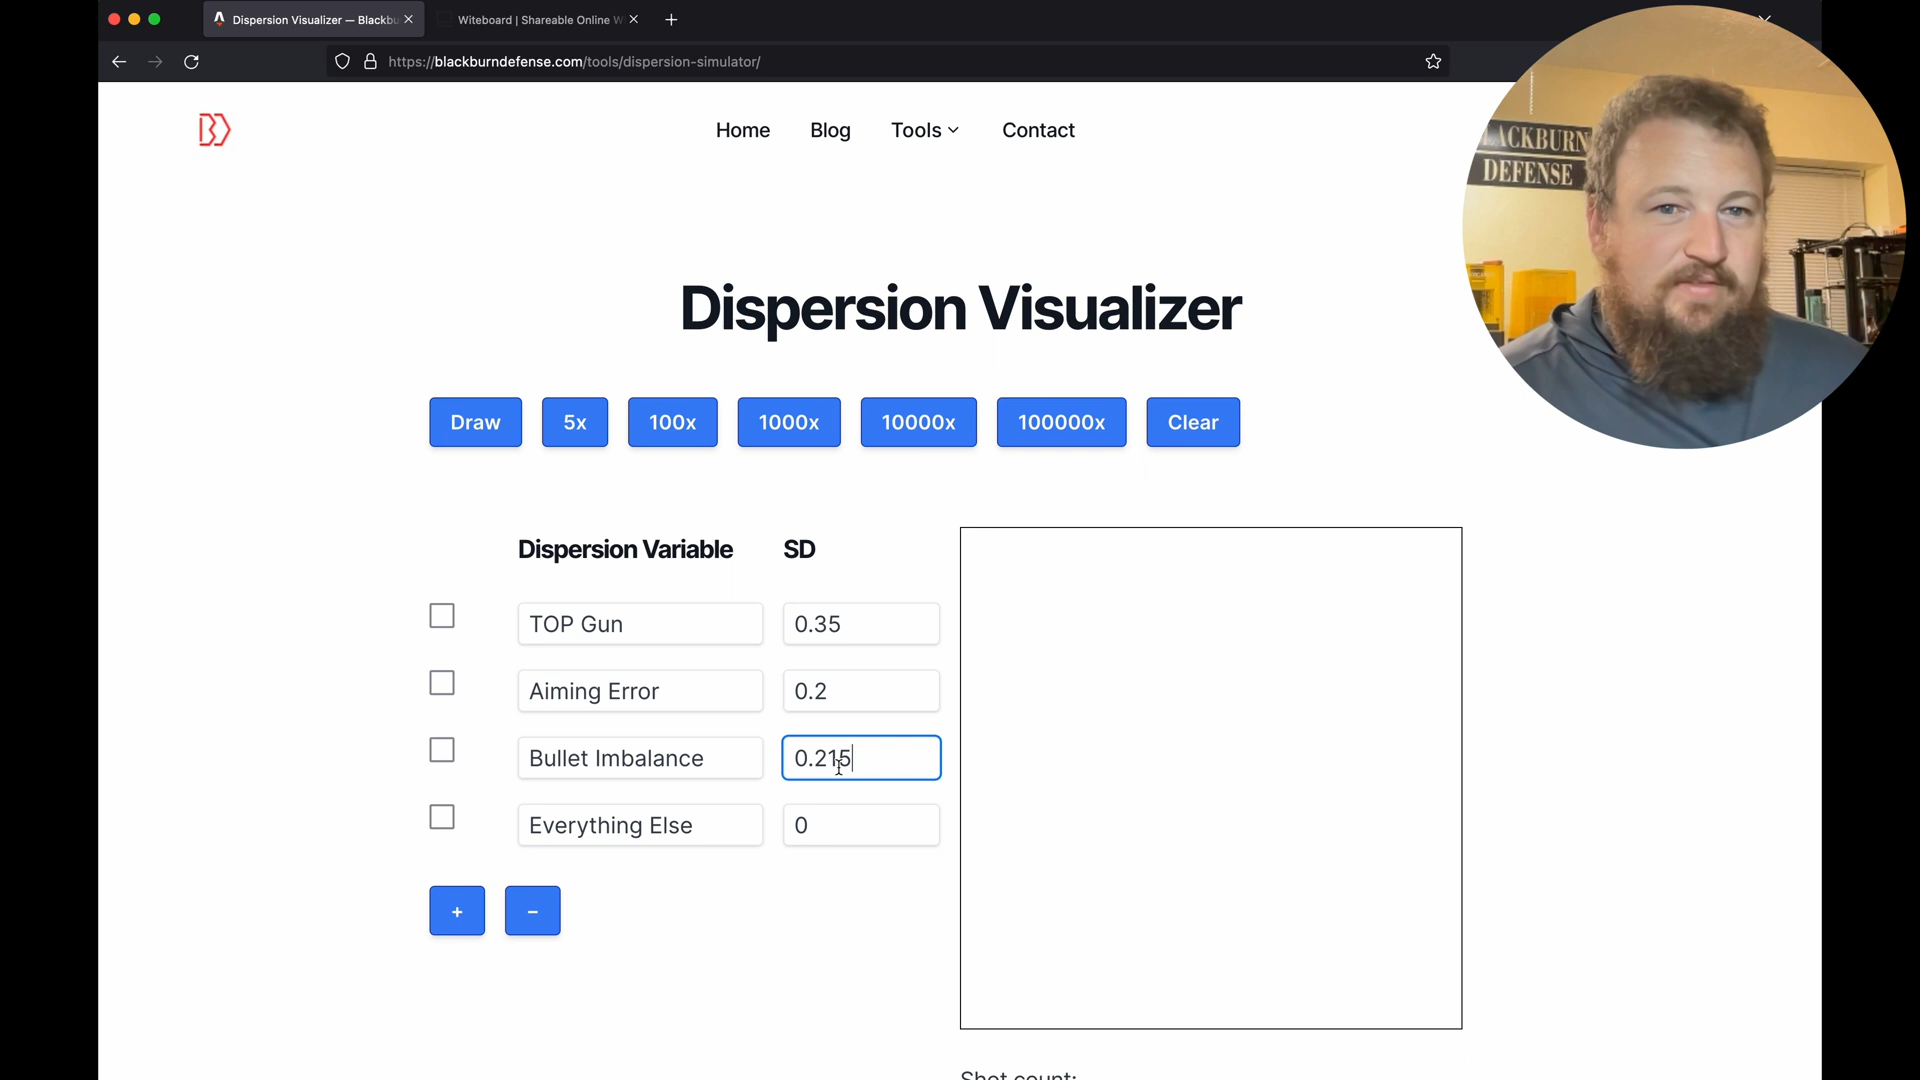 Dispersion Visualizer — Blackbu
Witeboard | Shareable Online W
https://blackburndefense.com/tools/dispersion-simulator/
Home
Blog
Tools
Contact
BLACKBURN
DEFENSE
Dispersion Visualizer
Draw
5x
100x
1000x
10000x
100000x
Clear
Dispersion Variable
SD
TOP Gun
0.35
Aiming Error
0.2
Bullet Imbalance
0.215
Everything Else
0
+
−
Shot count: